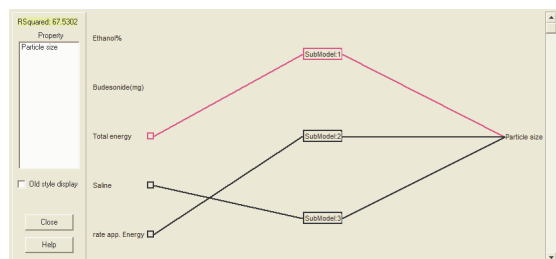 RSquared: 67.5302
Property
Particle size
Old style display
Close
Help
Ethanol%
Budesonide(mg)
Total energy
Saline
rate app. Energy
SubModel:1
SubModel:2
SubModel:3
Particle size